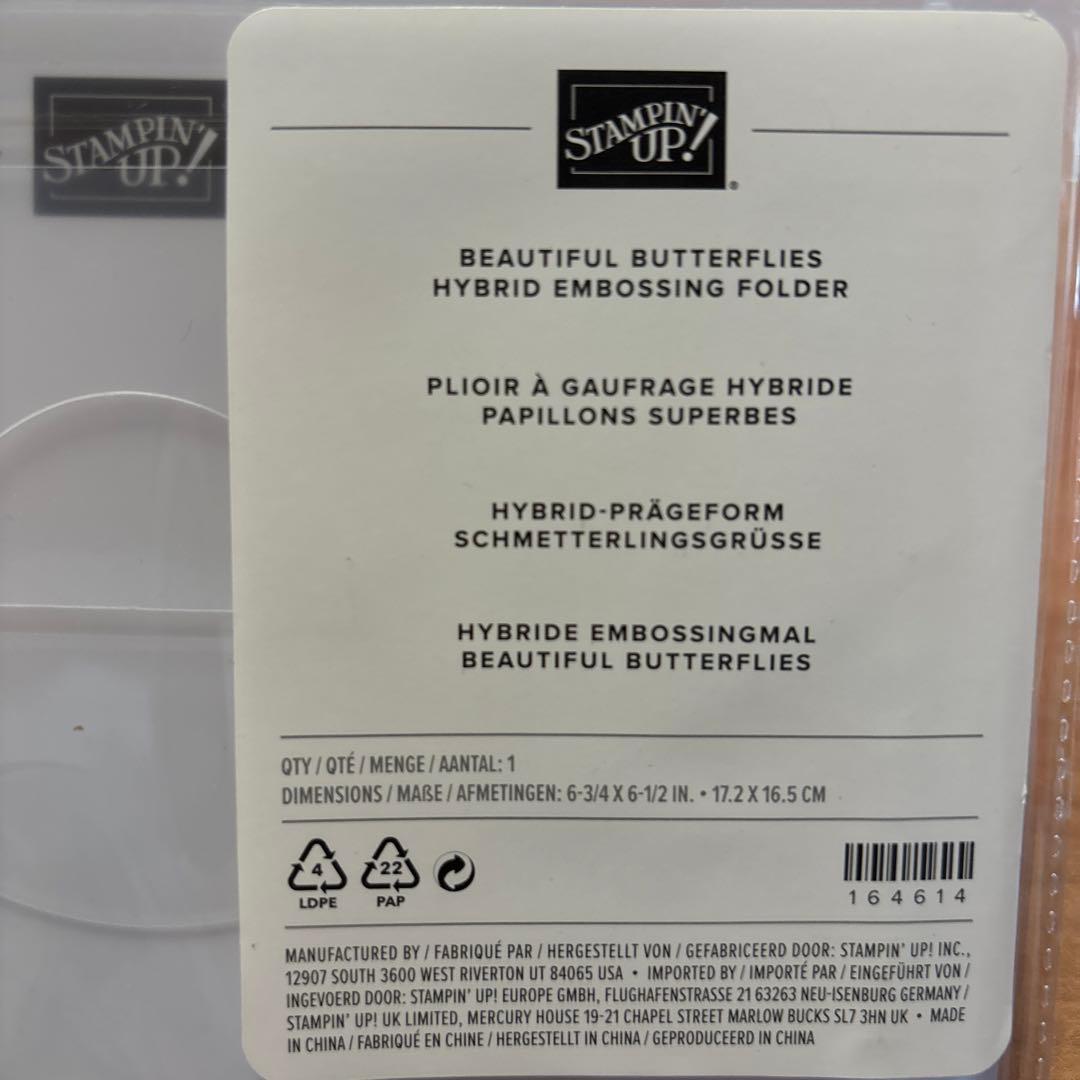 STAMPIN' UP!
STAMPIN' UP!
BEAUTIFUL BUTTERFLIES
HYBRID EMBOSSING FOLDER
PLIOIR À GAUFRAGE HYBRIDE
PAPILLONS SUPERBES
HYBRID-PRÄGEFORM
SCHMETTERLINGSGRÜSSE
HYBRIDE EMBOSSINGMAL
BEAUTIFUL BUTTERFLIES
QTY / QTÉ / MENGE / AANTAL: 1
DIMENSIONS / MAßE / AFMETINGEN: 6-3/4 X 6-1/2 IN. • 17.2 X 16.5 CM
4
LDPE
22
PAP
164614
MANUFACTURED BY / FABRIQUÉ PAR / HERGESTELLT VON / GEFABRICEERD DOOR: STAMPIN' UP! INC.,
12907 SOUTH 3600 WEST RIVERTON UT 84065 USA • IMPORTED BY / IMPORTÉ PAR / EINGEFÜHRT VON /
INGEVOERD DOOR: STAMPIN' UP! EUROPE GMBH, FLUGHAFENSTRASSE 21 63263 NEU-ISENBURG GERMANY /
STAMPIN' UP! UK LIMITED, MERCURY HOUSE 19-21 CHAPEL STREET MARLOW BUCKS SL7 3HN UK • MADE
IN CHINA / FABRIQUÉ EN CHINE / HERGESTELLT IN CHINA / GEPRODUCEERD IN CHINA